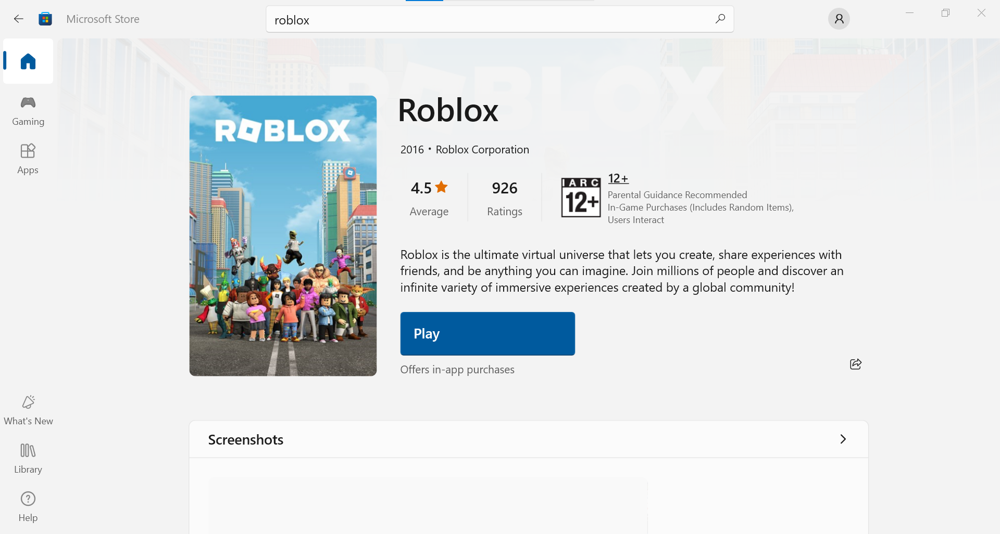 Microsoft Store
roblox
Gaming
Apps
What's New
Library
Help
ROBLOX
ROBLOX
Roblox
2016 • Roblox Corporation
4.5
Average
926
Ratings
IARC
12+
12+
Parental Guidance Recommended
In-Game Purchases (Includes Random Items),
Users Interact
Roblox is the ultimate virtual universe that lets you create, share experiences with
friends, and be anything you can imagine. Join millions of people and discover an
infinite variety of immersive experiences created by a global community!
Play
Offers in-app purchases
Screenshots